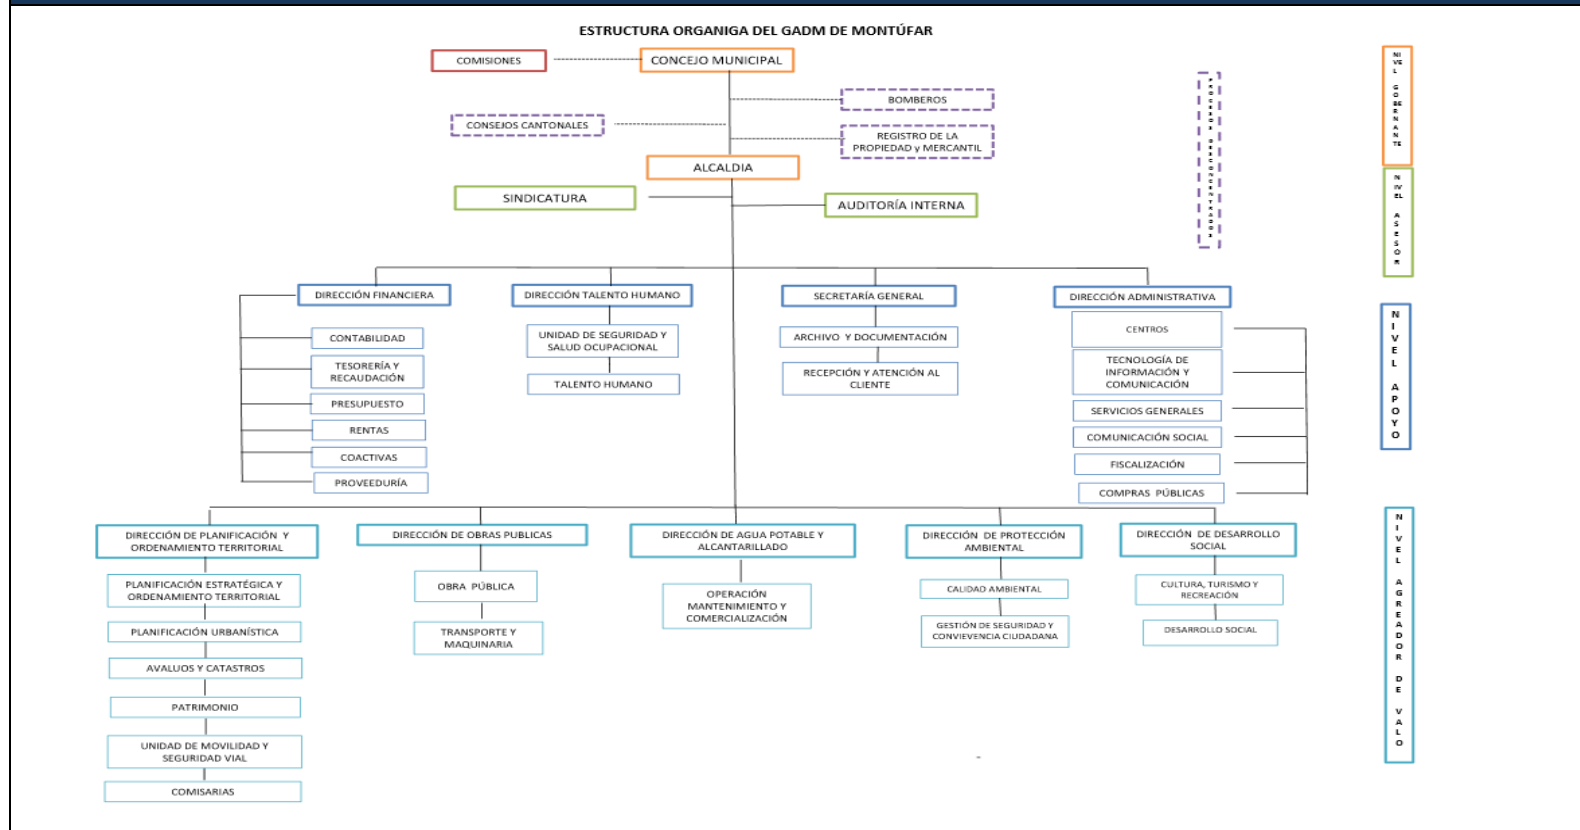 ESTRUCTURA ORGANIGA DEL GADM DE MONTÚFAR
COMISIONES
CONCEJO MUNICIPAL
BOMBEROS
CONSEJOS CANTONALES
REGISTRO DE LA
PROPIEDAD y MERCANTIL
ALCALDIA
SINDICATURA
AUDITORÍA INTERNA
NIVEL GOBERNANTE
PROCESOS DESCONCENTRADOS
NIVEL ASESOR
DIRECCIÓN FINANCIERA
CONTABILIDAD
TESORERÍA Y
RECAUDACIÓN
PRESUPUESTO
RENTAS
COACTIVAS
PROVEEDURÍA
DIRECCIÓN TALENTO HUMANO
UNIDAD DE SEGURIDAD Y
SALUD OCUPACIONAL
TALENTO HUMANO
SECRETARÍA GENERAL
ARCHIVO Y DOCUMENTACIÓN
RECEPCIÓN Y ATENCIÓN AL
CLIENTE
DIRECCIÓN ADMINISTRATIVA
CENTROS
TECNOLOGÍA DE
INFORMACIÓN Y
COMUNICACIÓN
SERVICIOS GENERALES
COMUNICACIÓN SOCIAL
FISCALIZACIÓN
COMPRAS PÚBLICAS
NIVEL APOYO
DIRECCIÓN DE PLANIFICACIÓN Y
ORDENAMIENTO TERRITORIAL
PLANIFICACIÓN ESTRATÉGICA Y
ORDENAMIENTO TERRITORIAL
PLANIFICACIÓN URBANÍSTICA
AVALUOS Y CATASTROS
PATRIMONIO
UNIDAD DE MOVILIDAD Y
SEGURIDAD VIAL
COMISARIAS
DIRECCIÓN DE OBRAS PUBLICAS
OBRA PÚBLICA
TRANSPORTE Y
MAQUINARIA
DIRECCIÓN DE AGUA POTABLE Y
ALCANTARILLADO
OPERACIÓN
MANTENIMIENTO Y
COMERCIALIZACIÓN
DIRECCIÓN DE PROTECCIÓN
AMBIENTAL
CALIDAD AMBIENTAL
GESTIÓN DE SEGURIDAD Y
CONVIEVENCIA CIUDADANA
DIRECCIÓN DE DESARROLLO
SOCIAL
CULTURA, TURISMO Y
RECREACIÓN
DESARROLLO SOCIAL
NIVEL AGREADOR DE VALO